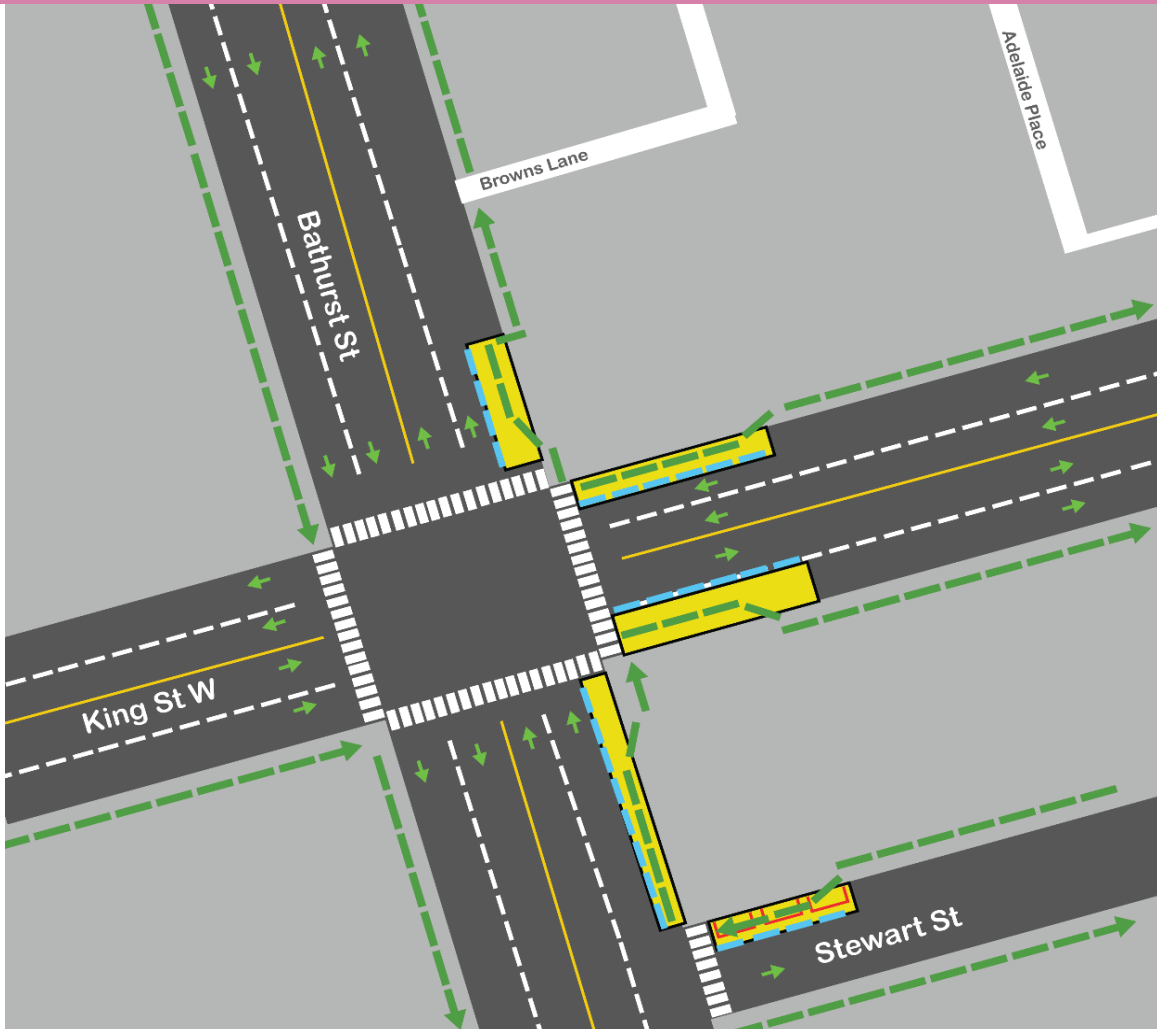 Adelaide Place
Browns Lane
Bathurst St
King St W
Stewart St